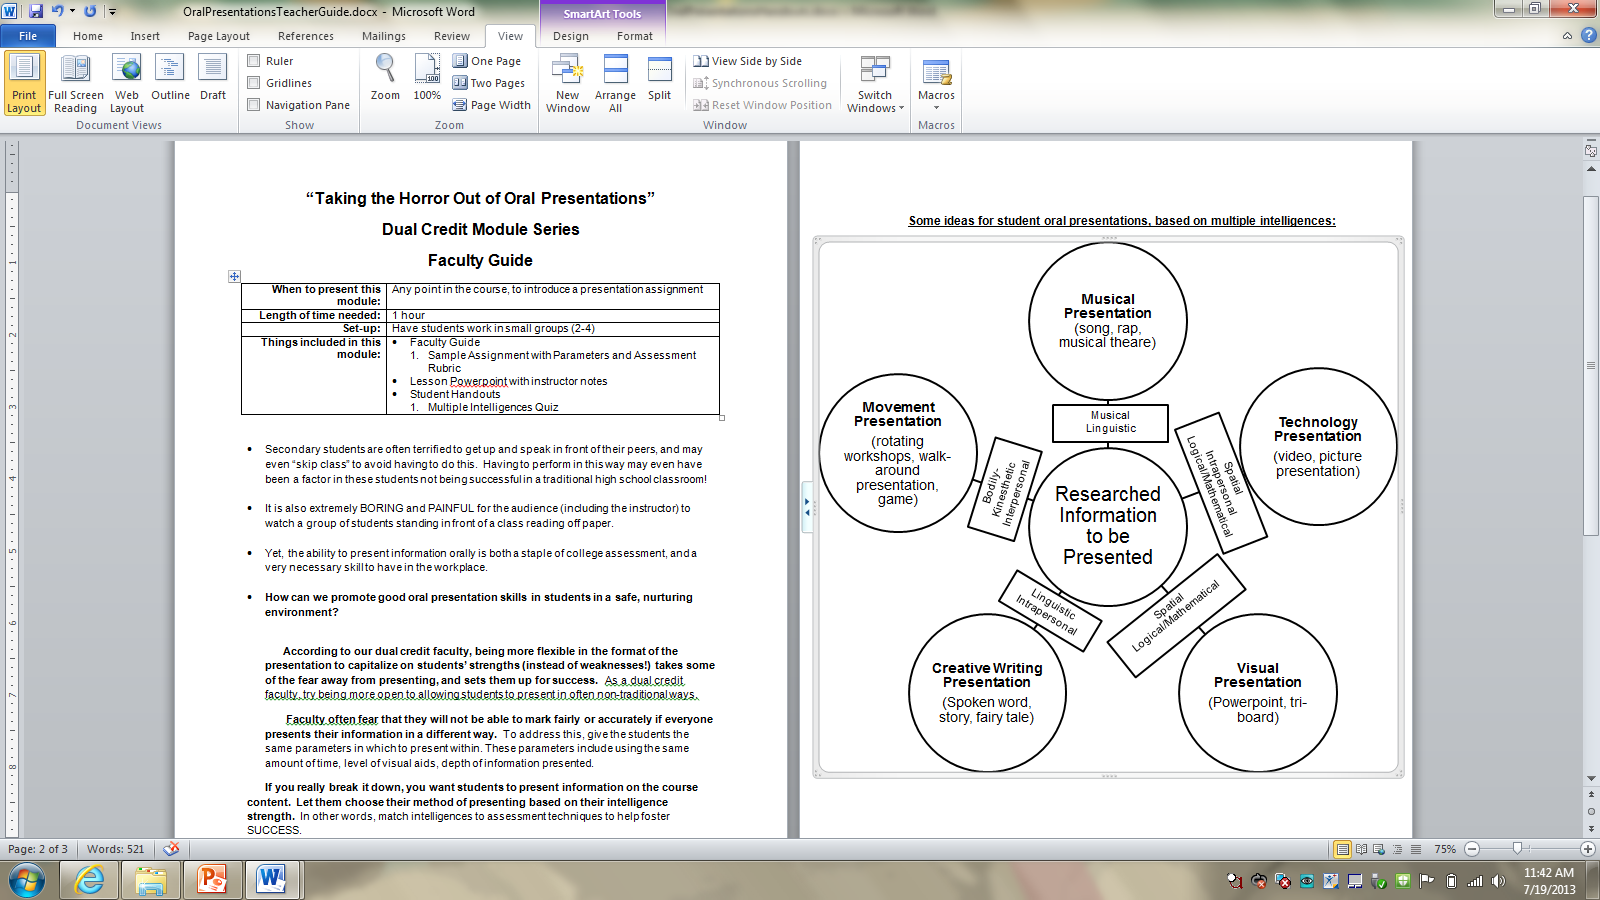 OralPresentationsTeacherGuide.docx - Microsoft Word
SmartArt Tools
File
Home
Insert
Page Layout
References
Mailings
Review
View
Design
Format
Print Layout
Full Screen Reading
Web Layout
Outline
Draft
Document Views
Ruler
Gridlines
Navigation Pane
Show
Zoom
100%
One Page
Two Pages
Page Width
Zoom
New Window
Arrange All
Split
View Side by Side
Synchronous Scrolling
Reset Window Position
Window
Switch Windows
Macros
Macros
“Taking the Horror Out of Oral Presentations”
Dual Credit Module Series
Faculty Guide
When to present this module:
Any point in the course, to introduce a presentation assignment
Length of time needed:
1 hour
Set-up:
Have students work in small groups (2-4)
Things included in this module:
• Faculty Guide
1. Sample Assignment with Parameters and Assessment
Rubric
• Lesson Powerpoint with instructor notes
• Student Handouts
1. Multiple Intelligences Quiz
• Secondary students are often terrified to get up and speak in front of their peers, and may
even “skip class” to avoid having to do this. Having to perform in this way may even have
been a factor in these students not being successful in a traditional high school classroom!
• It is also extremely BORING and PAINFUL for the audience (including the instructor) to
watch a group of students standing in front of a class reading off paper.
• Yet, the ability to present information orally is both a staple of college assessment, and a
very necessary skill to have in the workplace.
• How can we promote good oral presentation skills in students in a safe, nurturing
environment?
According to our dual credit faculty, being more flexible in the format of the
presentation to capitalize on students’ strengths (instead of weaknesses!) takes some
of the fear away from presenting, and sets them up for success. As a dual credit
faculty, try being more open to allowing students to present in often non-traditional ways.
Faculty often fear that they will not be able to mark fairly or accurately if everyone
presents their information in a different way. To address this, give the students the
same parameters in which to present within. These parameters include using the same
amount of time, level of visual aids, depth of information presented.
If you really break it down, you want students to present information on the course
content. Let them choose their method of presenting based on their intelligence
strength. In other words, match intelligences to assessment techniques to help foster
SUCCESS.
Some ideas for student oral presentations, based on multiple intelligences:
Musical
Presentation
(song, rap,
musical theare)
Musical
Linguistic
Technology
Presentation
(video, picture
presentation)
Spatial
Intrapersonal
Logical/Mathematical
Visual
Presentation
(Powerpoint, tri-
board)
Spatial
Logical/Mathematical
Creative Writing
Presentation
(Spoken word,
story, fairy tale)
Linguistic
Intrapersonal
Movement
Presentation
(rotating
workshops, walk-
around
presentation,
game)
Bodily-
Kinesthetic
Interpersonal
Researched
Information
to be
Presented
Page: 2 of 3
Words: 521
75%
11:42 AM
7/19/2013